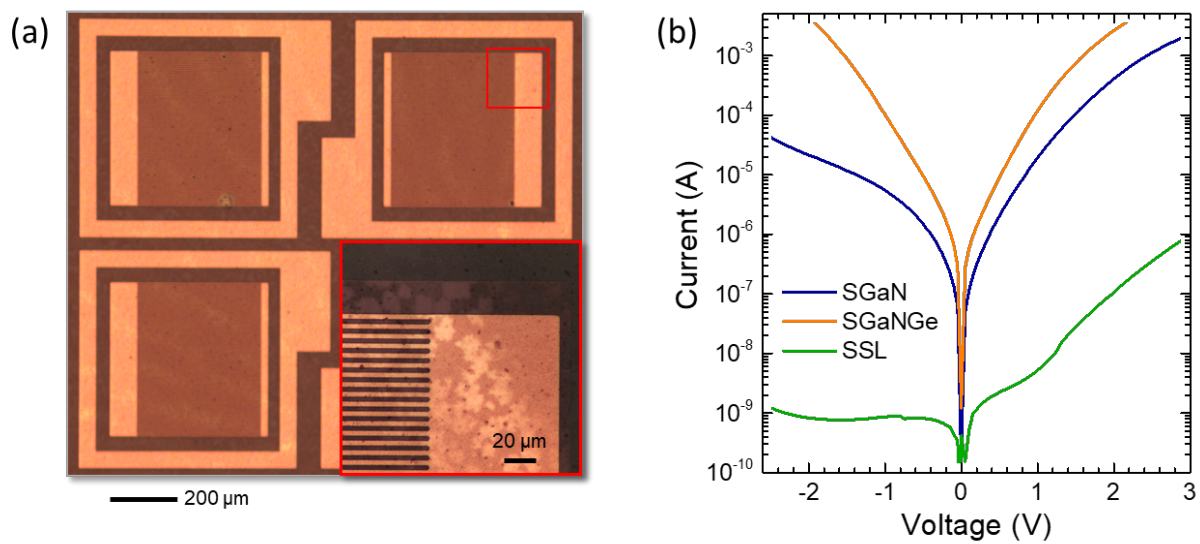 (a)
20 µm
200 µm
(b)
Current (A)
10⁻³
10⁻⁴
10⁻⁵
10⁻⁶
10⁻⁷
10⁻⁸
10⁻⁹
10⁻¹⁰
SGaN
SGaNGe
SSL
-2 -1 0 1 2 3
Voltage (V)